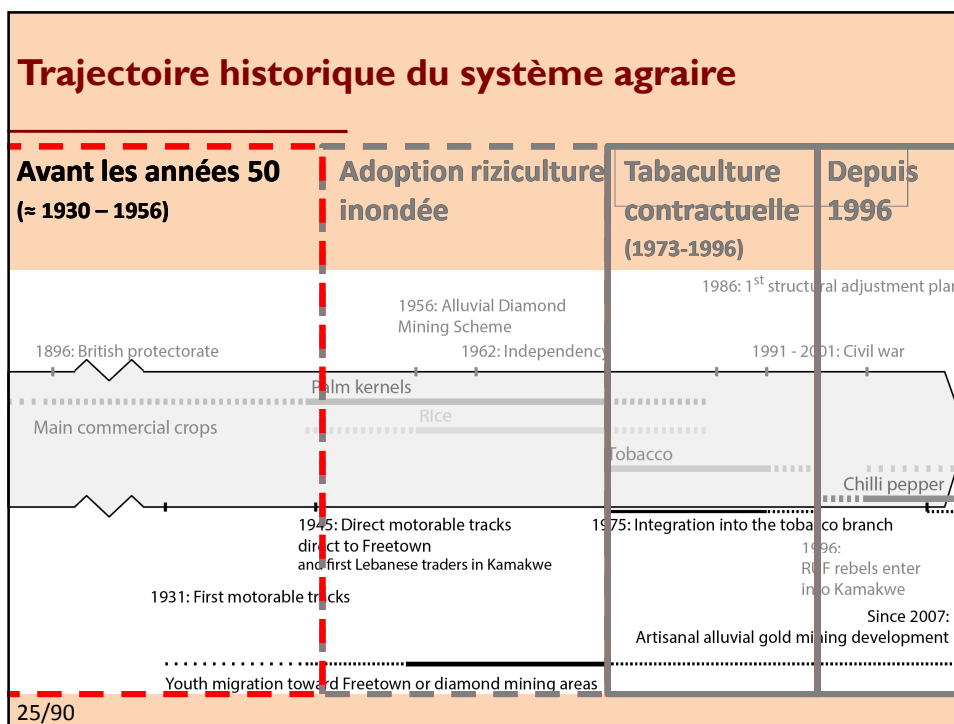 Trajectoire historique du système agraire
Avant les années 50
(≈ 1930 – 1956)
Adoption riziculture
inondée
Tabaculture
contractuelle
(1973-1996)
Depuis
1996
1986: 1st structural adjustment plan
1956: Alluvial Diamond
Mining Scheme
1896: British protectorate
1962: Independency
1991 - 2001: Civil war
Palm kernels
Rice
Main commercial crops
Tobacco
Chilli pepper
1945: Direct motorable tracks
direct to Freetown
and first Lebanese traders in Kamakwe
1975: Integration into the tobacco branch
1996:
RUF rebels enter
into Kamakwe
1931: First motorable tracks
Since 2007:
Artisanal alluvial gold mining development
Youth migration toward Freetown or diamond mining areas
25/90